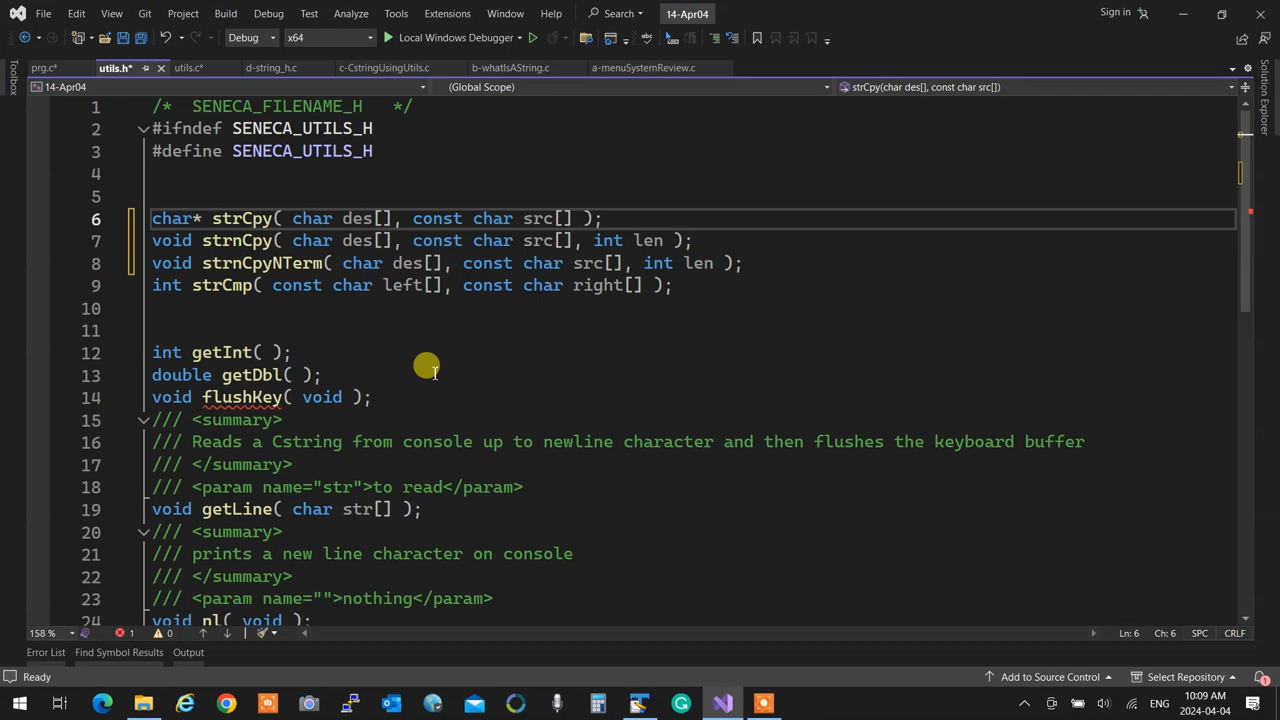 File Edit View Git Project Build Debug Test Analyze Tools Extensions Window Help Search 14-Apr04 Sign in
Debug x64 Local Windows Debugger
prg.c* utils.h* utils.c* d-string_h.c c-CstringUsingUtils.c b-whatIsAString.c a-menuSystemReview.c
14-Apr04 (Global Scope) strCpy(char des[], const char src[])
Toolbox
Solution Explorer
1 /*  SENECA_FILENAME_H   */
2 #ifndef SENECA_UTILS_H
3 #define SENECA_UTILS_H
4
5
6 char* strCpy( char des[], const char src[] );
7 void strnCpy( char des[], const char src[], int len );
8 void strnCpyNTerm( char des[], const char src[], int len );
9 int strCmp( const char left[], const char right[] );
10
11
12 int getInt( );
13 double getDbl( );
14 void flushKey( void );
15 /// <summary>
16 /// Reads a Cstring from console up to newline character and then flushes the keyboard buffer
17 /// </summary>
18 /// <param name="str">to read</param>
19 void getLine( char str[] );
20 /// <summary>
21 /// prints a new line character on console
22 /// </summary>
23 /// <param name="">nothing</param>
24 void nl( void );
158 % 1 0 Ln: 6 Ch: 6 SPC CRLF
Error List Find Symbol Results Output
Ready Add to Source Control Select Repository 1
ENG 10:09 AM 2024-04-04